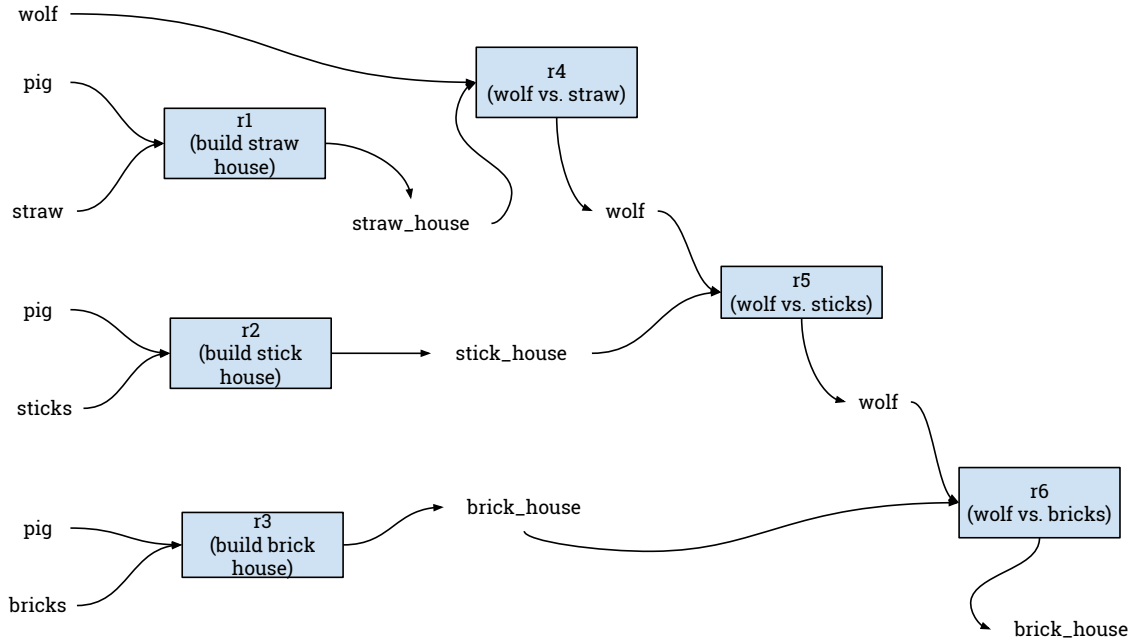 wolf
pig
r1
(build straw
house)
straw
straw_house
r4
(wolf vs. straw)
wolf
pig
r2
(build stick
house)
sticks
stick_house
r5
(wolf vs. sticks)
wolf
pig
r3
(build brick
house)
bricks
brick_house
r6
(wolf vs. bricks)
brick_house